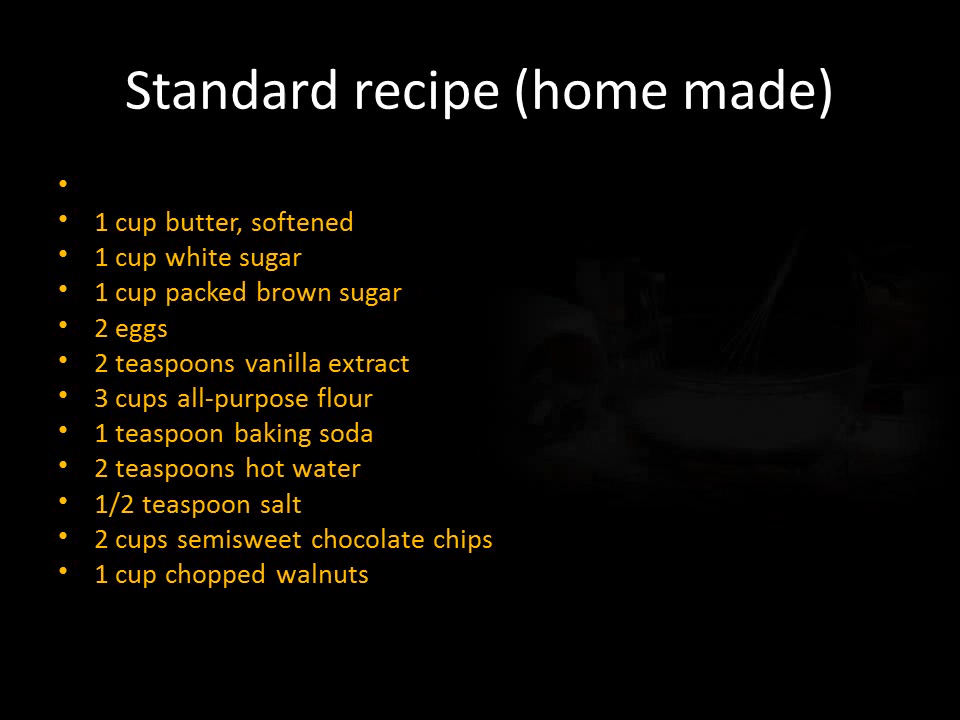 Standard recipe (home made)
•
• 1 cup butter, softened
• 1 cup white sugar
• 1 cup packed brown sugar
• 2 eggs
• 2 teaspoons vanilla extract
• 3 cups all-purpose flour
• 1 teaspoon baking soda
• 2 teaspoons hot water
• 1/2 teaspoon salt
• 2 cups semisweet chocolate chips
• 1 cup chopped walnuts